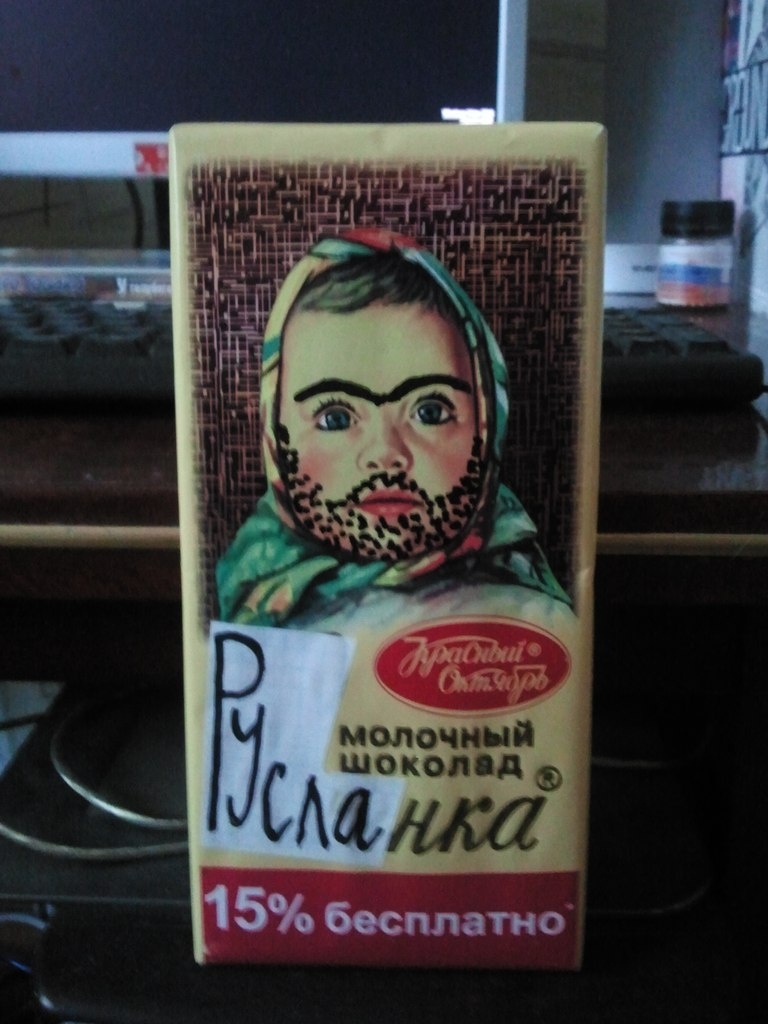 Красный®
Октябрь
молочный
шоколад
Русланка®
15% бесплатно